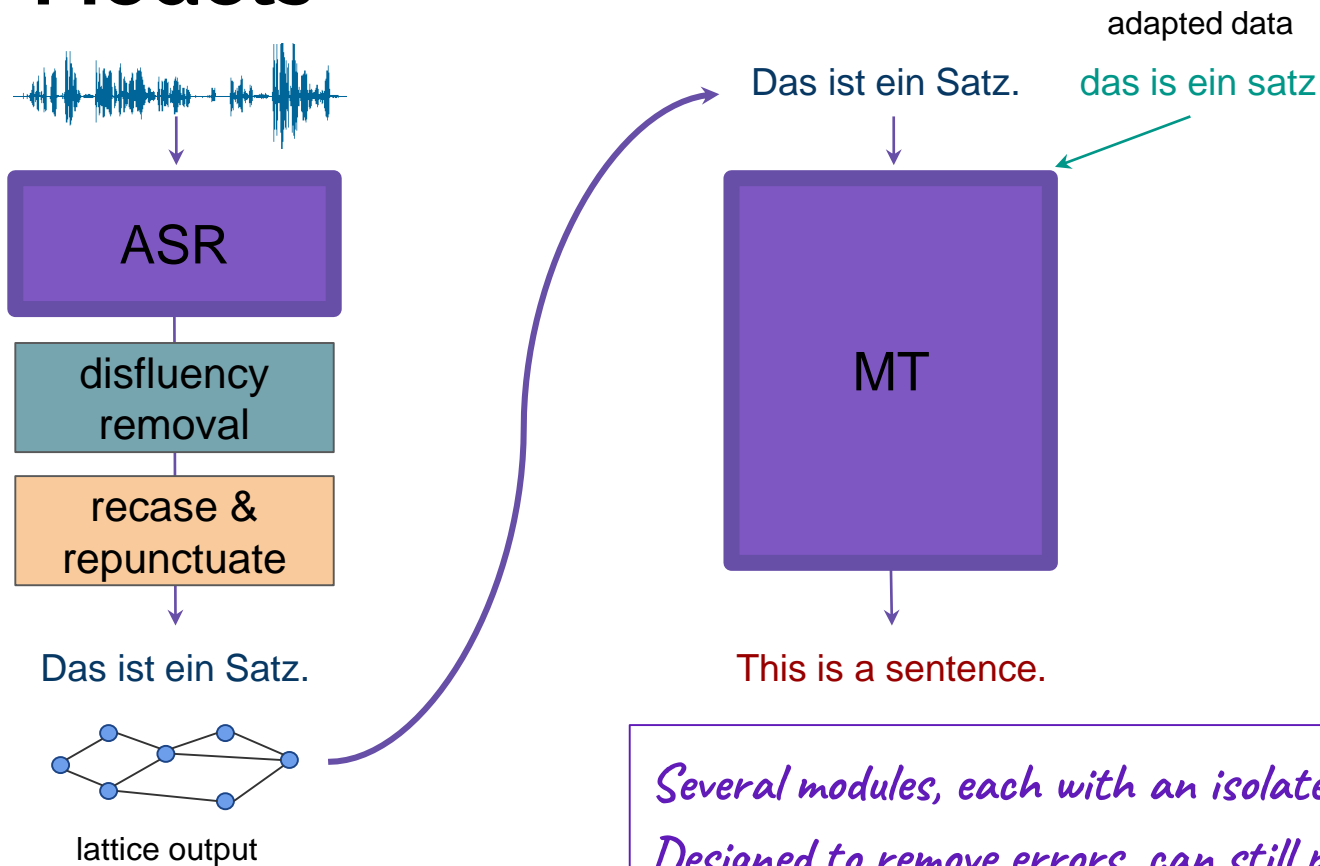 Models
ASR
disfluency
removal
recase &
repunctuate
Das ist ein Satz.
lattice output
adapted data
Das ist ein Satz.
das is ein satz
MT
This is a sentence.
Several modules, each with an isolate
Designed to remove errors, can still